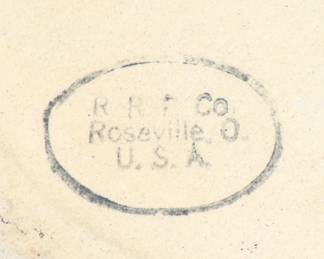 R R P Co.
Roseville, O.
U. S. A.